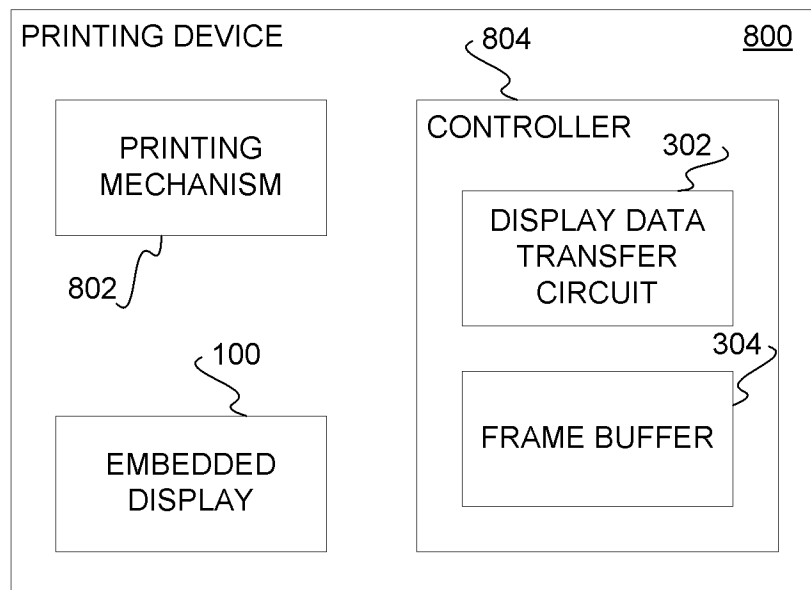 PRINTING DEVICE
800
804
PRINTING
MECHANISM
802
CONTROLLER
302
DISPLAY DATA
TRANSFER
CIRCUIT
100
EMBEDDED
DISPLAY
304
FRAME BUFFER